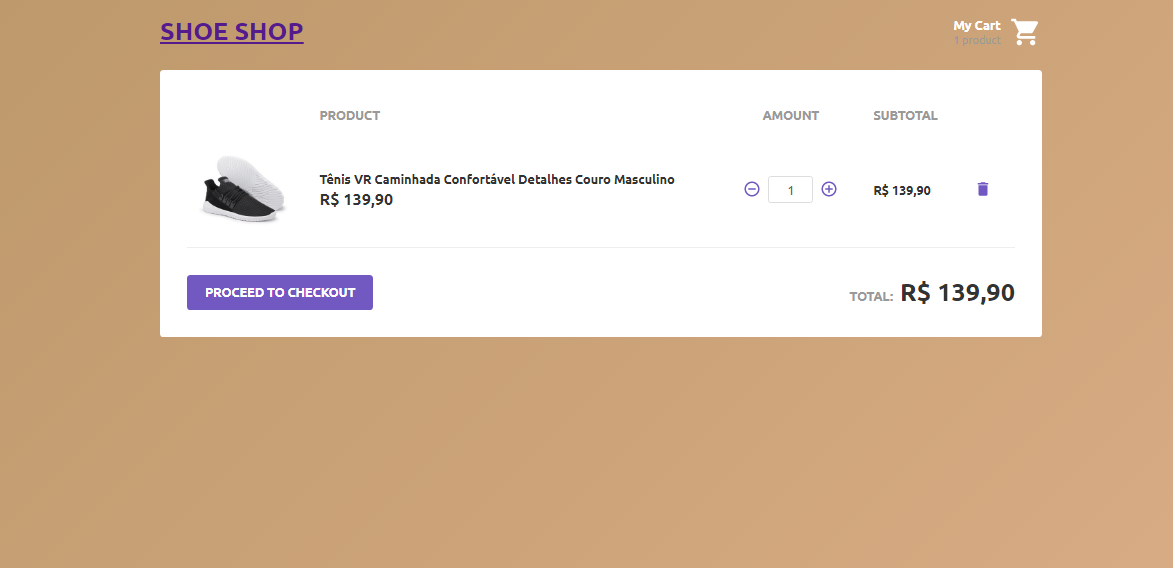 SHOE SHOP
My Cart
1 product
PRODUCT AMOUNT SUBTOTAL
Tênis VR Caminhada Confortável Detalhes Couro Masculino
R$ 139,90
1
R$ 139,90
PROCEED TO CHECKOUT
TOTAL: R$ 139,90